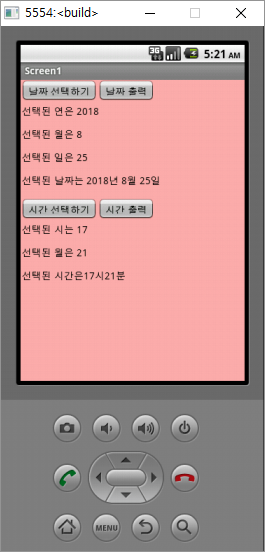 5554:<build>
3G 5:21 AM
Screen1
날짜 선택하기 날짜 출력
선택된 연은 2018
선택된 월은 8
선택된 일은 25
선택된 날짜는 2018년 8월 25일
시간 선택하기 시간 출력
선택된 시는 17
선택된 월은 21
선택된 시간은17시21분
MENU